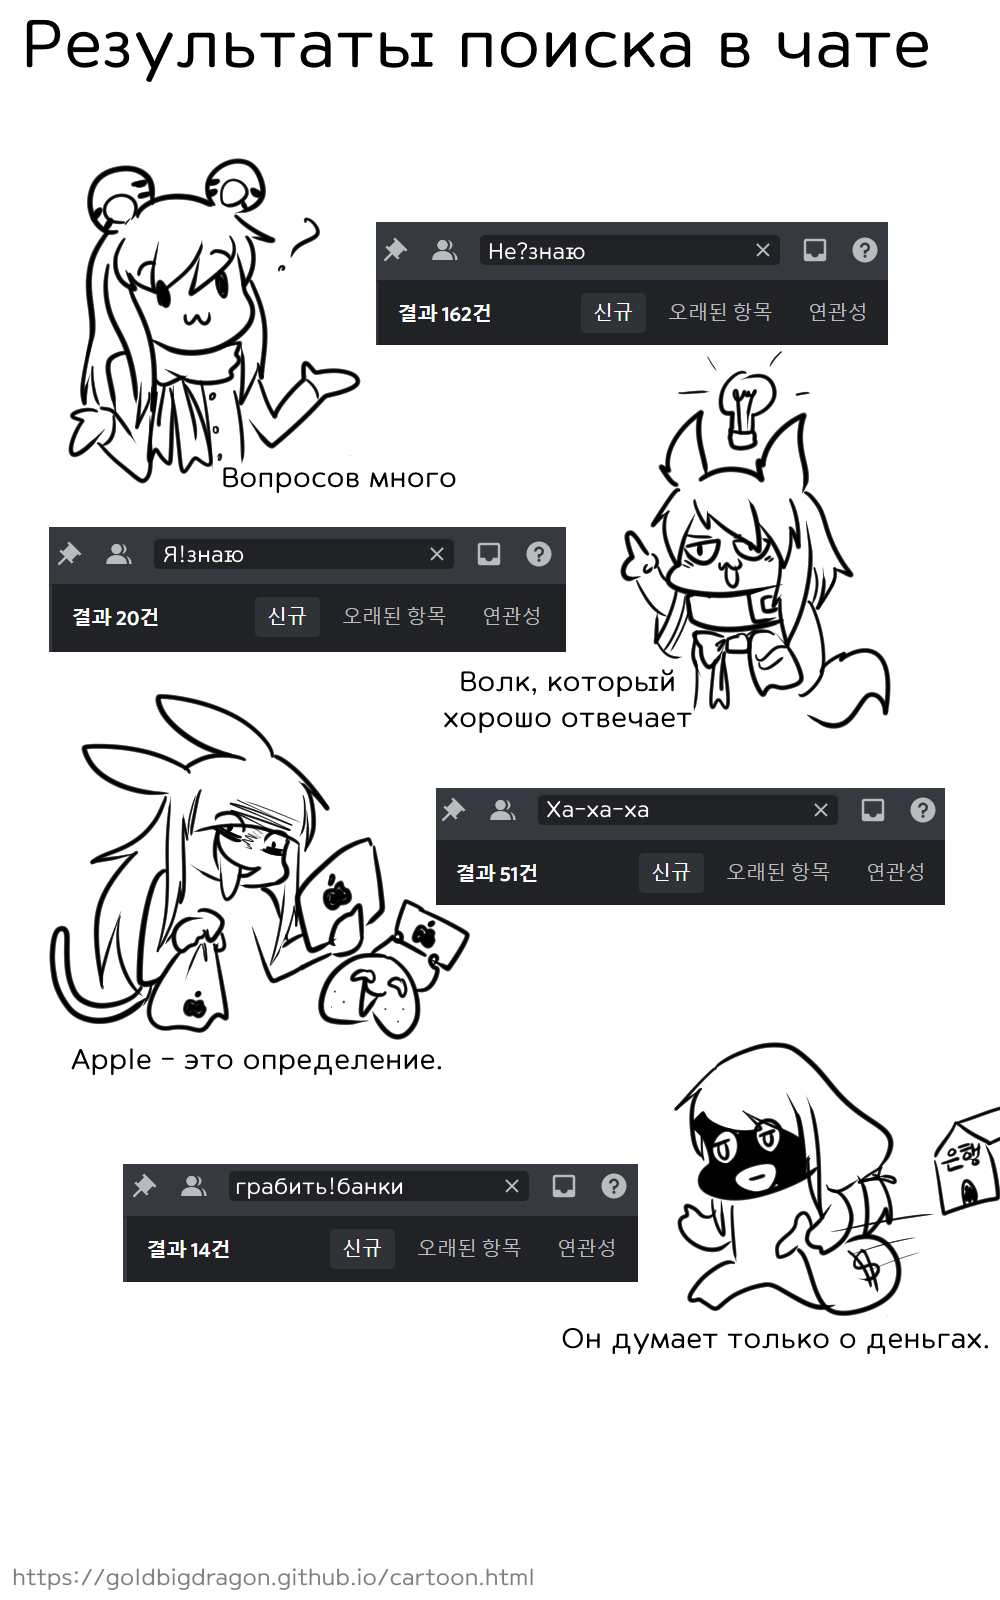 Результаты поиска в чате
Не?знаю
결과 162건 신규 오래된 항목 연관성
Вопросов много
Я!знаю
결과 20건 신규 오래된 항목 연관성
Волк, который
хорошо отвечает
Ха-ха-ха
결과 51건 신규 오래된 항목 연관성
Apple - это определение.
은행
грабить!банки
결과 14건 신규 오래된 항목 연관성
$
Он думает только о деньгах.
https://goldbigdragon.github.io/cartoon.html